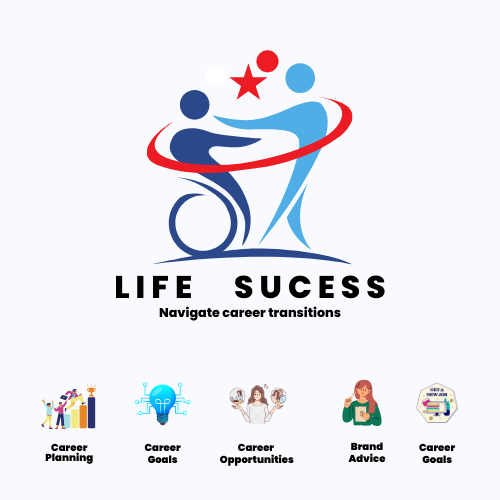 LIFE SUCESS
Navigate career transitions
GET A
NEW JOB
Career
Planning
Career
Goals
Career
Opportunities
Brand
Advice
Career
Goals